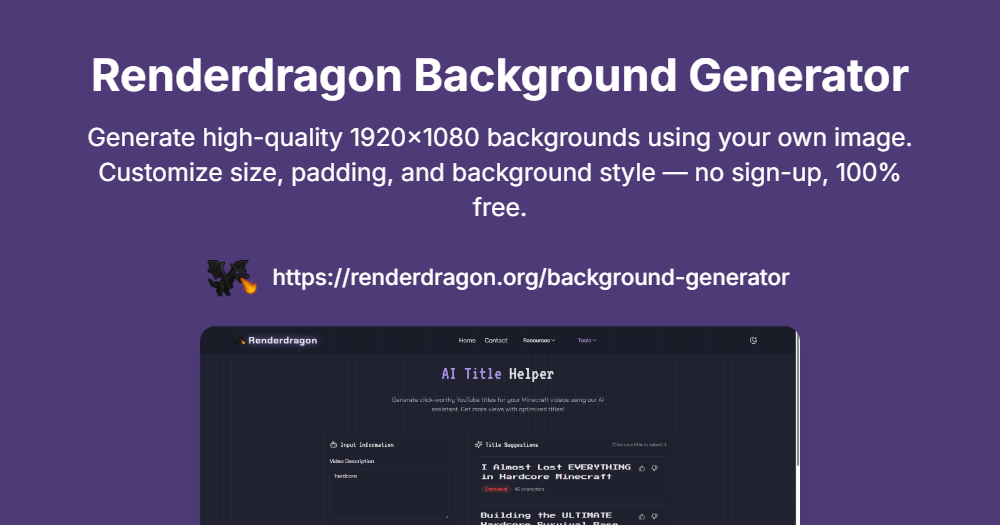 Renderdragon Background Generator
Generate high-quality 1920×1080 backgrounds using your own image.
Customize size, padding, and background style — no sign-up, 100%
free.
https://renderdragon.org/background-generator
Renderdragon
Home Contact Resources Tools
AI Title Helper
Generate click-worthy YouTube titles for your Minecraft videos using our AI
assistant. Get more views with optimized titles!
Input Information
Video Description
hardcore
Title Suggestions
Click on a title to select it
I Almost Lost EVERYTHING
in Hardcore Minecraft
Emotional 46 characters
Building the ULTIMATE
Hardcore Survival Base